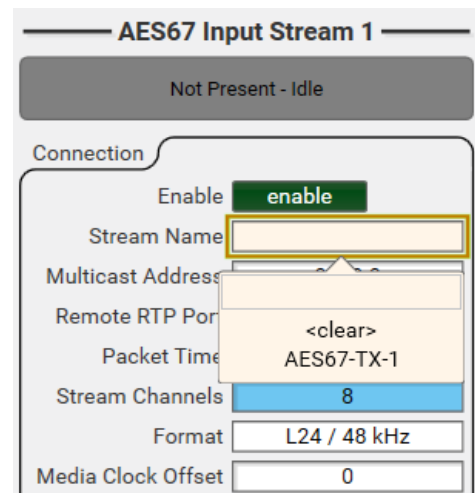 AES67 Input Stream 1
Not Present - Idle
Connection
Enable enable
Stream Name
Multicast Address
Remote RTP Por
<clear>
Packet Time
AES67-TX-1
Stream Channels 8
Format L24 / 48 kHz
Media Clock Offset 0